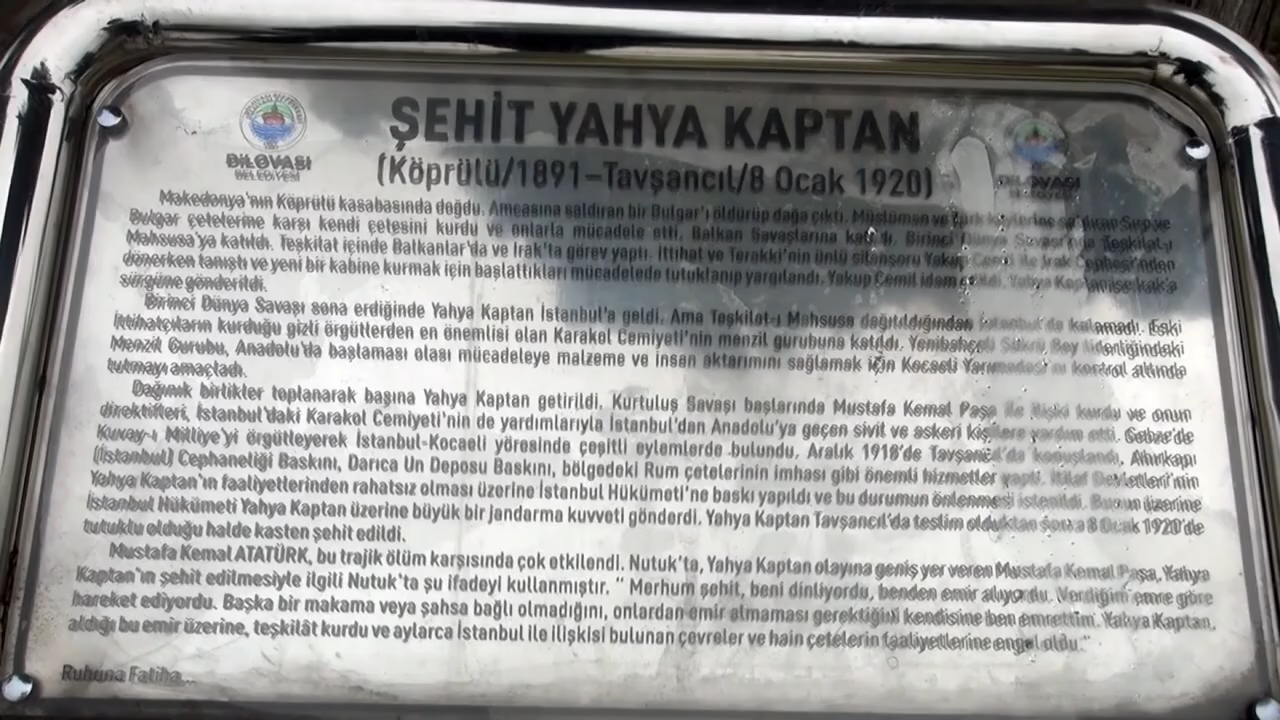 ŞEHİT YAHYA KAPTAN
DİLOVASI
BELEDİYESİ
DİLOVASI
(Köprülü/1891–Tavşancıl/8 Ocak 1920)
Makedonya'nın Köprülü kasabasında doğdu. Amcasına saldıran bir Bulgar'ı öldürüp dağa çıktı. Müslüman ve Türk köylerine saldıran Sırp ve
Bulgar çetelerine karşı kendi çetesini kurdu ve onlarla mücadele etti. Balkan Savaşlarına katıldı. Birinci Dünya Savaşı'nda Teşkilat-ı
Mahsusa'ya katıldı. Teşkilat içinde Balkanlar'da ve Irak'ta görev yaptı. İttihat ve Terakki'nin ünlü silahşoru Yakup Cemil ile Irak Cephesi'nden
dönerken tanıştı ve yeni bir kabine kurmak için başlattıkları mücadelede tutuklanıp yargılandı. Yakup Cemil idam edildi, Yahya Kaptan ise
sürgüne gönderildi.
Birinci Dünya Savaşı sona erdiğinde Yahya Kaptan İstanbul'a geldi. Ama Teşkilat-ı Mahsusa dağıtıldığından İstanbul'da kalamadı. Eski
İttihatçıların kurduğu gizli örgütlerden en önemlisi olan Karakol Cemiyeti'nin menzil gurubuna katıldı. Yenibahçeli Şükrü Bey liderliğindeki
Menzil Gurubu, Anadolu'da başlaması olası mücadeleye malzeme ve insan aktarımını sağlamak için Kocaeli Yarımadası'nı kontrol altında
tutmayı amaçladı.
Dağınık birlikler toplanarak başına Yahya Kaptan getirildi. Kurtuluş Savaşı başlarında Mustafa Kemal Paşa ile ilişki kurdu ve onun
direktifleri, İstanbul'daki Karakol Cemiyeti'nin de yardımlarıyla İstanbul'dan Anadolu'ya geçen sivil ve askeri kişilere yardım etti. Gebze'de
Kuvay-ı Milliye'yi örgütleyerek İstanbul-Kocaeli yöresinde çeşitli eylemlerde bulundu. Aralık 1918'de Tavşancıl'da konuşlandı. Ahırkapı
(İstanbul) Cephaneliği Baskını, Darıca Un Deposu Baskını, bölgedeki Rum çetelerinin imhası gibi önemli hizmetler yaptı. İtilaf Devletleri'nin
Yahya Kaptan'ın faaliyetlerinden rahatsız olması üzerine İstanbul Hükümeti'ne baskı yapıldı ve bu durumun önlenmesi istenildi. Bunun üzerine
İstanbul Hükümeti Yahya Kaptan üzerine büyük bir jandarma kuvveti gönderdi. Yahya Kaptan Tavşancıl'da teslim olduktan sonra 8 Ocak 1920'de
tutuklu olduğu halde kasten şehit edildi.
Mustafa Kemal ATATÜRK, bu trajik ölüm karşısında çok etkilendi. Nutuk'ta, Yahya Kaptan olayına geniş yer veren Mustafa Kemal Paşa, Yahya
Kaptan'ın şehit edilmesiyle ilgili Nutuk'ta şu ifadeyi kullanmıştır. " Merhum şehit, beni dinliyordu, benden emir alıyordu. Verdiğim emre göre
hareket ediyordu. Başka bir makama veya şahsa bağlı olmadığını, onlardan emir almaması gerektiğini kendisine ben emrettim. Yahya Kaptan,
aldığı bu emir üzerine, teşkilât kurdu ve aylarca İstanbul ile ilişkisi bulunan çevreler ve hain çetelerin faaliyetlerine engel oldu."
Ruhuna Fatiha...